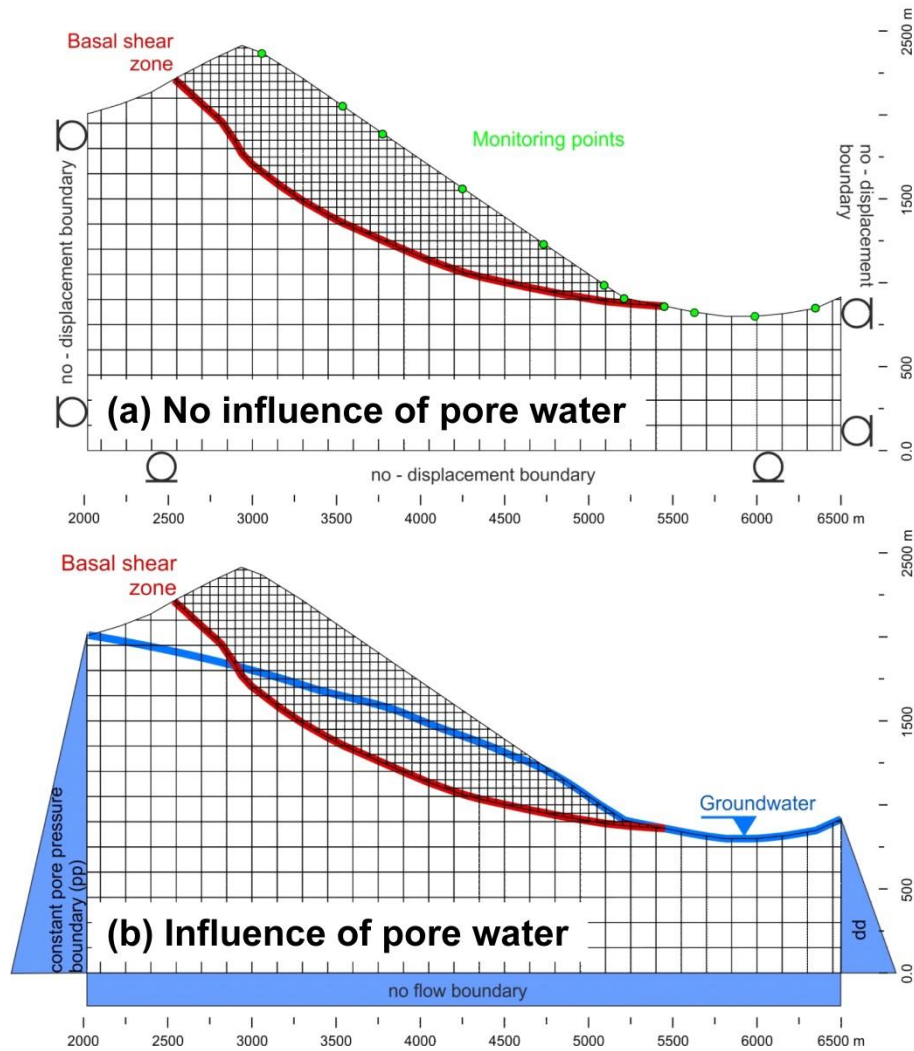 Basal shear
zone
Monitoring points
no - displacement boundary
no - displacement
boundary
2500 m
1500
500
0.0
(a) No influence of pore water
no - displacement boundary
2000 2500 3000 3500 4000 4500 5000 5500 6000 6500 m
Basal shear
zone
Groundwater
constant pore pressure
boundary (pp)
pp
2500 m
1500
500
0.0
(b) Influence of pore water
no flow boundary
2000 2500 3000 3500 4000 4500 5000 5500 6000 6500 m